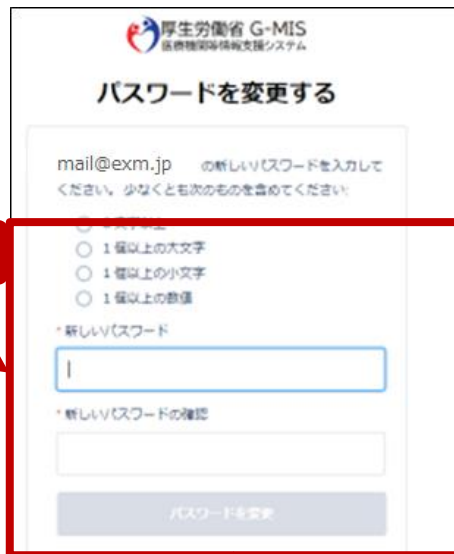 厚生労働省 G-MIS
医療機関等情報支援システム
パスワードを変更する
mail@exm.jp の新しいパスワードを入力して
ください。少なくとも次のものを含めてください:
1 個以上の大文字
1 個以上の小文字
1 個以上の数値
*新しいパスワード
*新しいパスワードの確認
パスワードを変更